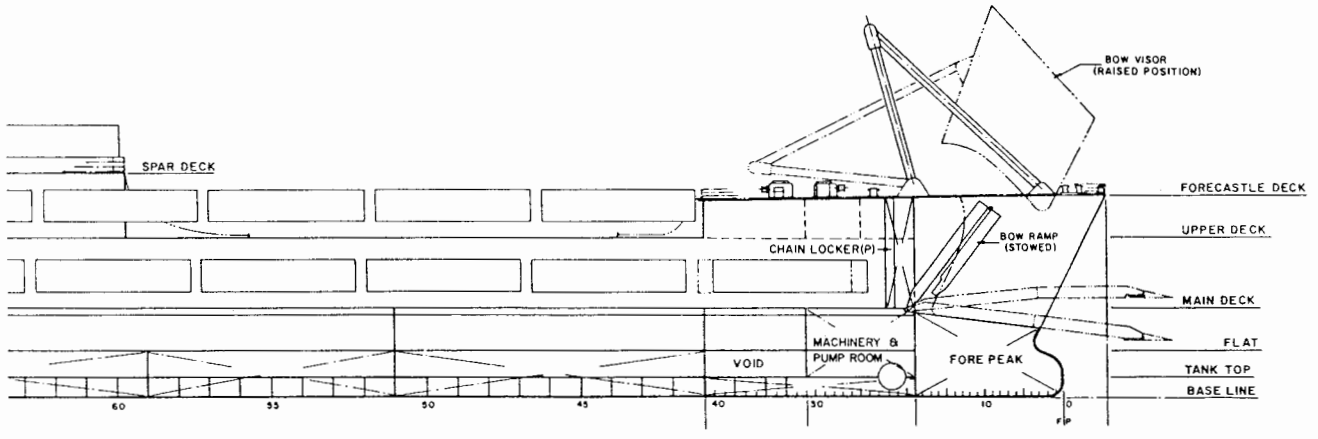 BOW VISOR
(RAISED POSITION)
SPAR DECK
FORECASTLE DECK
UPPER DECK
CHAIN LOCKER(P)
BOW RAMP
(STOWED)
MAIN DECK
MACHINERY &
PUMP ROOM
VOID
FORE PEAK
FLAT
TANK TOP
BASE LINE
60 55 50 45 40 30 10 0
F P